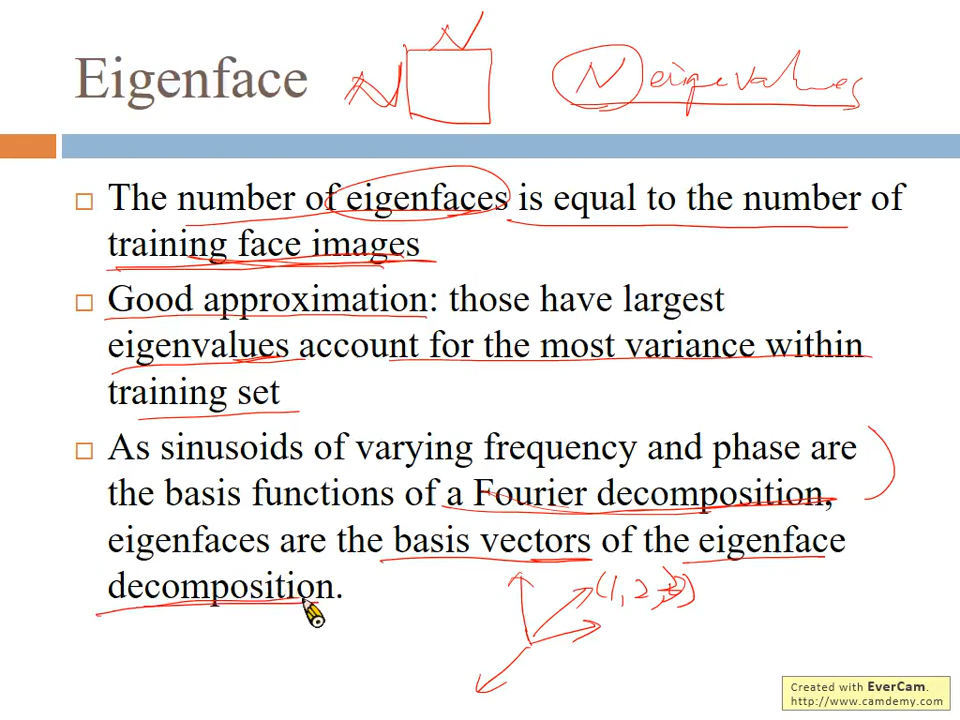 Eigenface
N
N
N eigevalues
The number of eigenfaces is equal to the number of
training face images
Good approximation: those have largest
eigenvalues account for the most variance within
training set
As sinusoids of varying frequency and phase are
the basis functions of a Fourier decomposition,
eigenfaces are the basis vectors of the eigenface
decomposition.
(1, 2, 3)
Created with EverCam.
http://www.camdemy.com